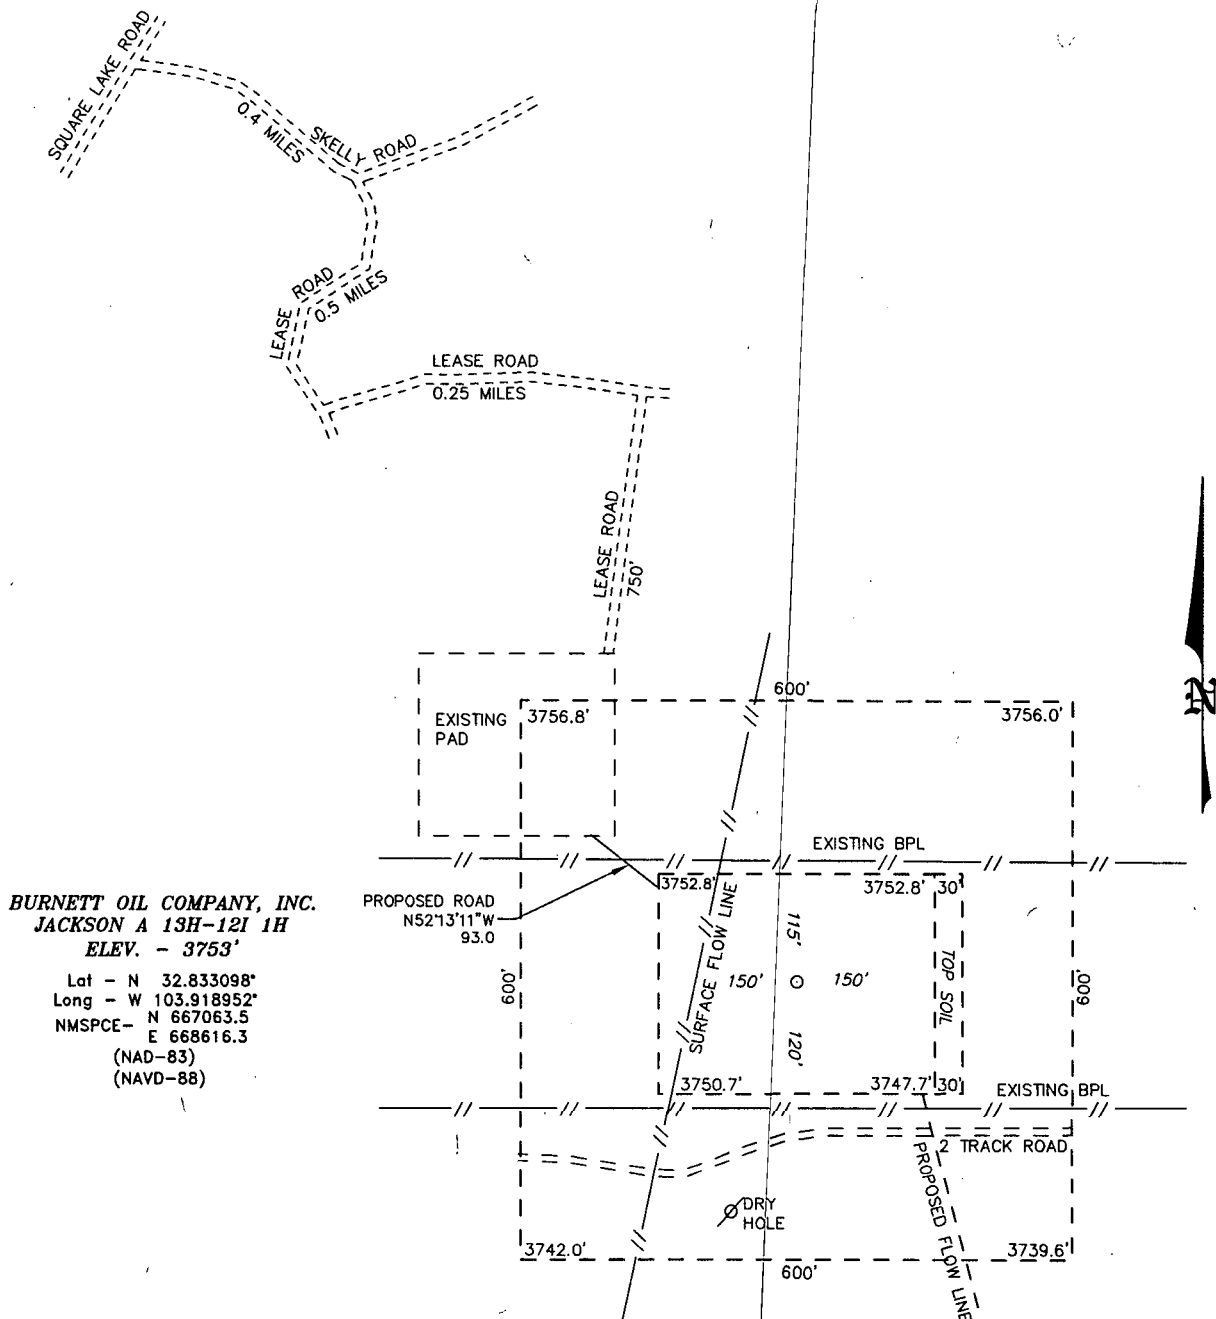 SQUARE LAKE ROAD
0.4 MILES
SKELLY ROAD
LEASE ROAD
0.5 MILES
LEASE ROAD
0.25 MILES
LEASE ROAD
750'
N
600'
3756.8'
3756.0'
EXISTING
PAD
EXISTING BPL
3752.8'
3752.8'
30'
PROPOSED ROAD
N52°13'11"W
93.0
BURNETT OIL COMPANY, INC.
JACKSON A 13H-12I 1H
ELEV. - 3753'
Lat - N 32.833098°
Long - W 103.918952°
NMSPCE- N 667063.5
E 668616.3
(NAD-83)
(NAVD-88)
600'
SURFACE FLOW LINE
115'
150'
150'
120'
TOP SOIL
600'
3750.7'
3747.7'
30'
EXISTING BPL
2 TRACK ROAD
PROPOSED FLOW LINE
DRY
HOLE
3742.0'
3739.6'
600'